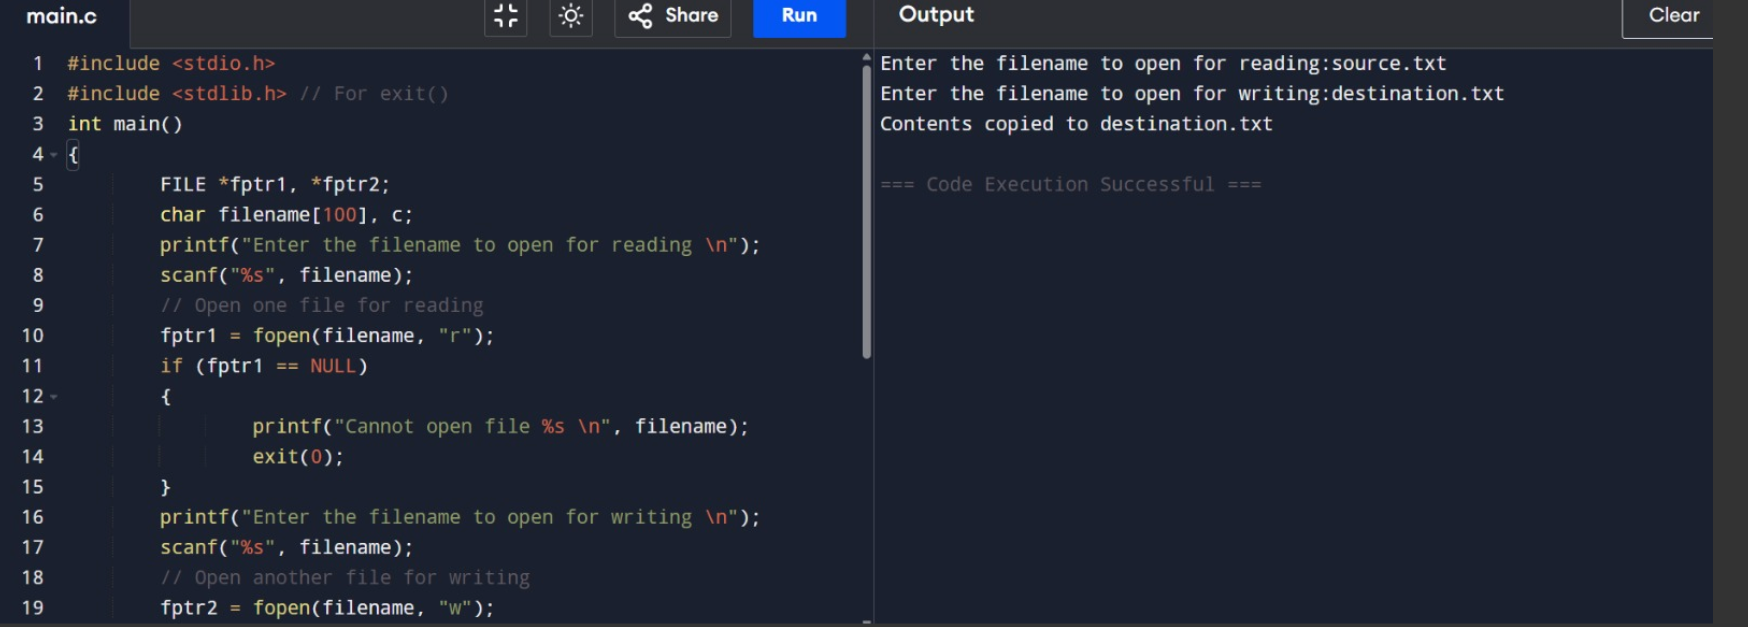 main.c
Share
Run
Output
Clear
1 #include <stdio.h>
2 #include <stdlib.h> // For exit()
3 int main()
4 {
5 FILE *fptr1, *fptr2;
6 char filename[100], c;
7 printf("Enter the filename to open for reading \n");
8 scanf("%s", filename);
9 // Open one file for reading
10 fptr1 = fopen(filename, "r");
11 if (fptr1 == NULL)
12 {
13 printf("Cannot open file %s \n", filename);
14 exit(0);
15 }
16 printf("Enter the filename to open for writing \n");
17 scanf("%s", filename);
18 // Open another file for writing
19 fptr2 = fopen(filename, "w");
Enter the filename to open for reading:source.txt
Enter the filename to open for writing:destination.txt
Contents copied to destination.txt
=== Code Execution Successful ===